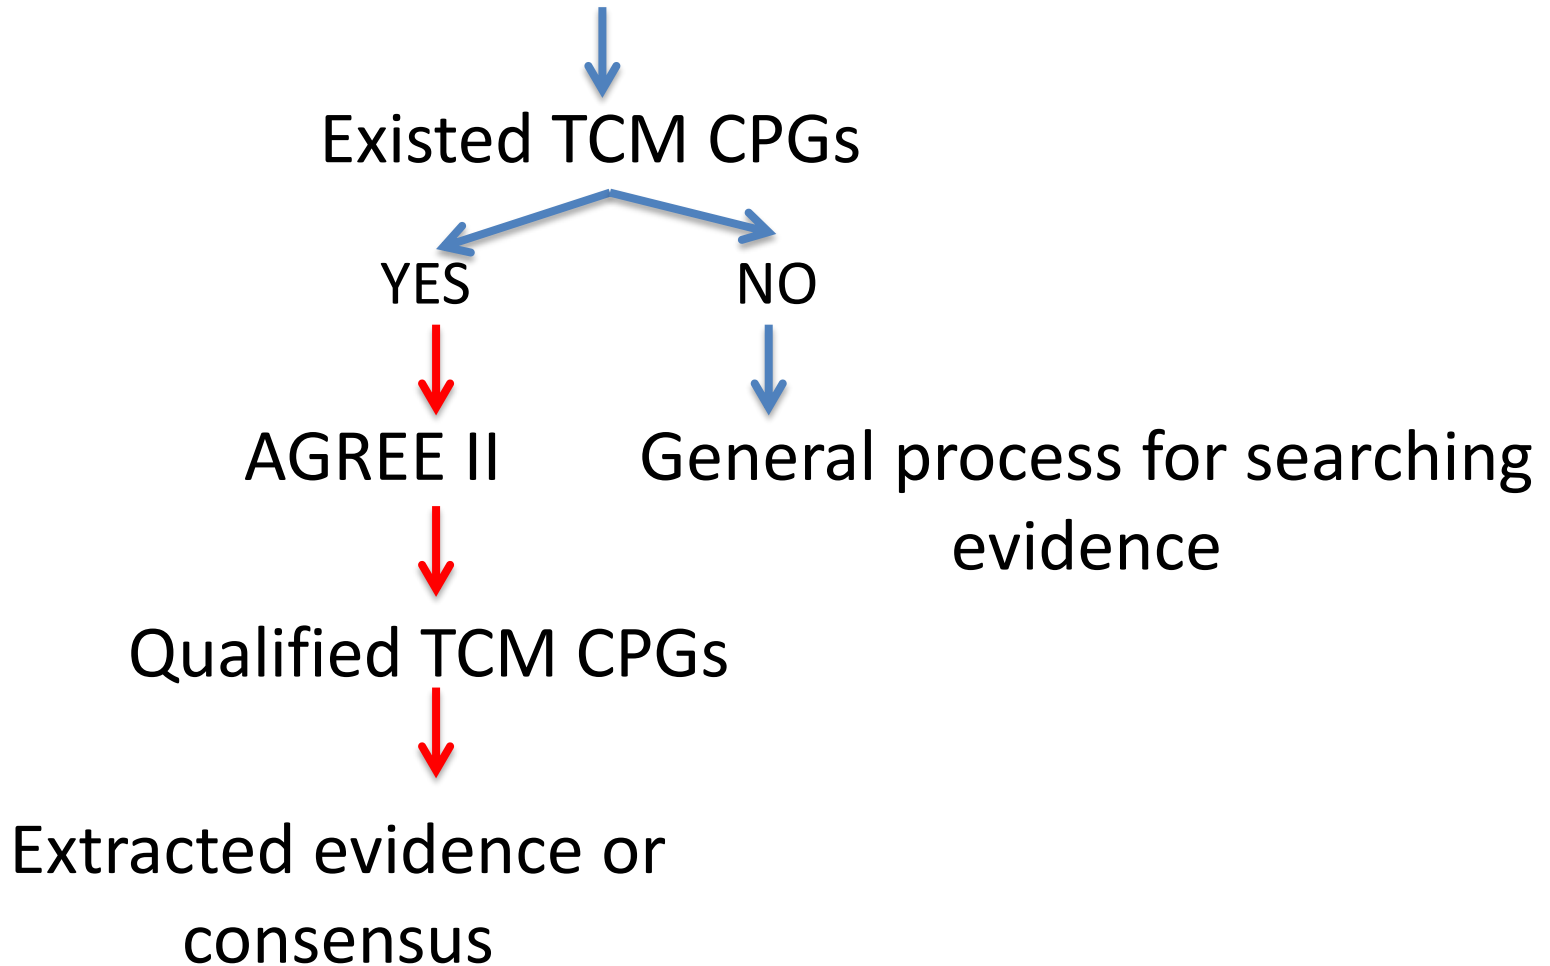 Existed TCM CPGs
YES
NO
AGREE II
General process for searching
evidence
Qualified TCM CPGs
Extracted evidence or
consensus